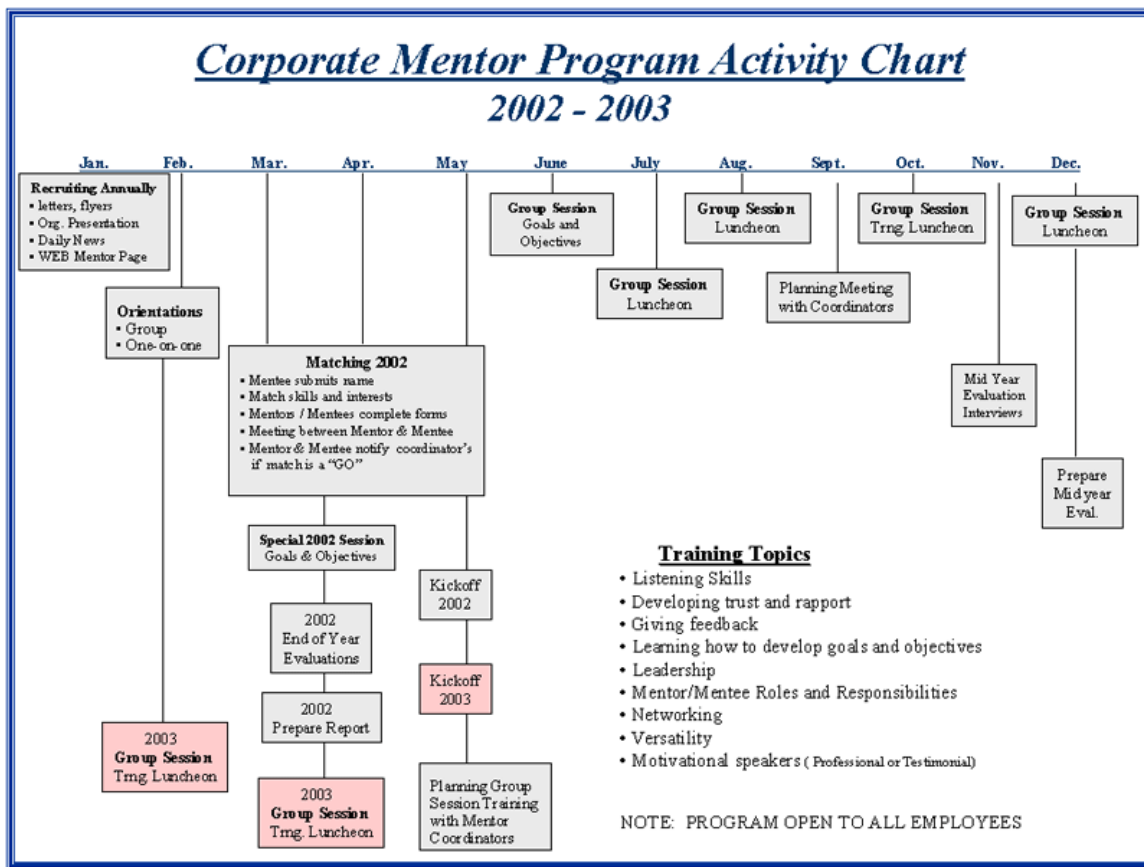 Corporate Mentor Program Activity Chart
2002 - 2003
Jan. Feb. Mar. Apr. May June July Aug. Sept. Oct. Nov. Dec.
Recruiting Annually
▪ letters, flyers
▪ Org. Presentation
▪ Daily News
▪ WEB Mentor Page
Orientations
▪ Group
▪ One-on-one
Matching 2002
▪ Mentee submits name
▪ Match skills and interests
▪ Mentors / Mentees complete forms
▪ Meeting between Mentor & Mentee
▪ Mentor & Mentee notify coordinator's
if match is a "GO"
Special 2002 Session
Goals & Objectives
2002
End of Year
Evaluations
2002
Prepare Report
2003
Group Session
Trng. Luncheon
2003
Group Session
Trng. Luncheon
Kickoff
2002
Kickoff
2003
Planning Group
Session Training
with Mentor
Coordinators
Group Session
Goals and
Objectives
Group Session
Luncheon
Group Session
Luncheon
Planning Meeting
with Coordinators
Group Session
Trng. Luncheon
Mid Year
Evaluation
Interviews
Group Session
Luncheon
Prepare
Mid year
Eval.
Training Topics
• Listening Skills
• Developing trust and rapport
• Giving feedback
• Learning how to develop goals and objectives
• Leadership
• Mentor/Mentee Roles and Responsibilities
• Networking
• Versatility
• Motivational speakers ( Professional or Testimonial)
NOTE: PROGRAM OPEN TO ALL EMPLOYEES